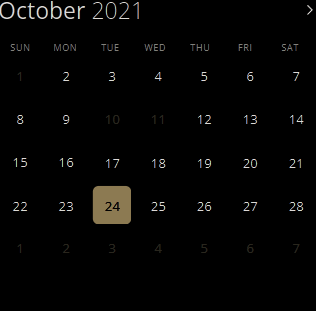 October 2021
SUN MON TUE WED THU FRI SAT
1 2 3 4 5 6 7
8 9 10 11 12 13 14
15 16 17 18 19 20 21
22 23 24 25 26 27 28
1 2 3 4 5 6 7